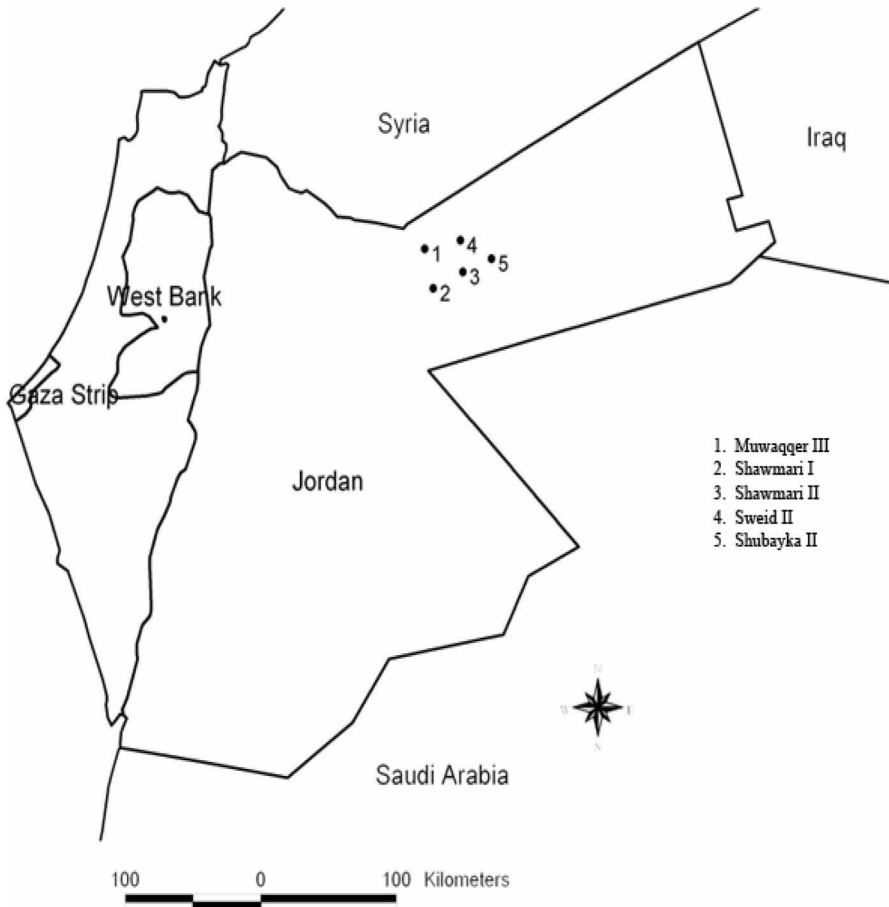 Syria
Iraq
1
4
5
3
2
West Bank
Gaza Strip
1. Muwaqqer III
2. Shawmari I
3. Shawmari II
4. Sweid II
5. Shubayka II
Jordan
N
W E
S
Saudi Arabia
100 0 100 Kilometers